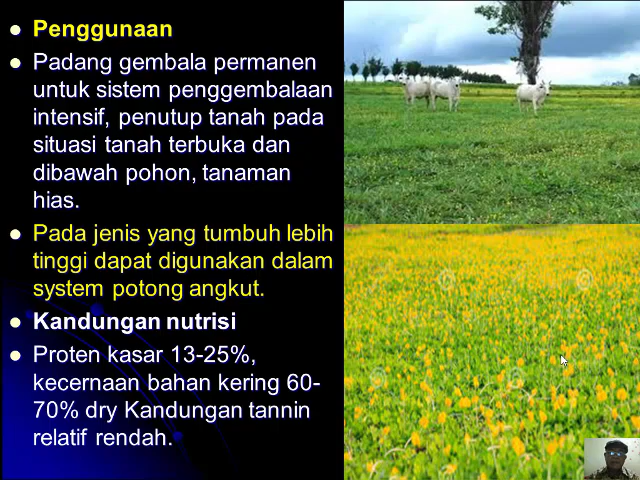 Penggunaan
Padang gembala permanen
untuk sistem penggembalaan
intensif, penutup tanah pada
situasi tanah terbuka dan
dibawah pohon, tanaman
hias.
Pada jenis yang tumbuh lebih
tinggi dapat digunakan dalam
system potong angkut.
Kandungan nutrisi
Proten kasar 13-25%,
kecernaan bahan kering 60-
70% dry Kandungan tannin
relatif rendah.